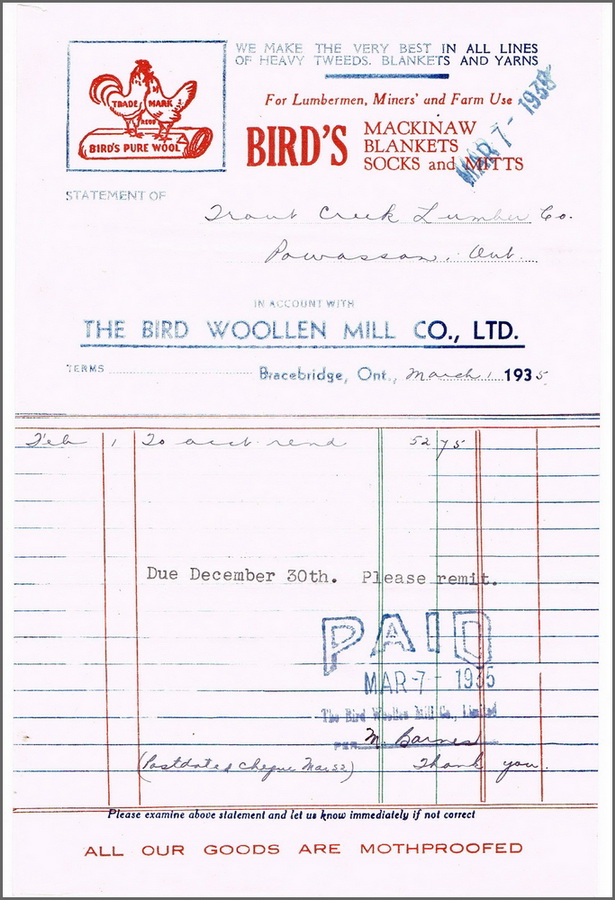 WE MAKE THE VERY BEST IN ALL LINES
OF HEAVY TWEEDS. BLANKETS AND YARNS
TRADE MARK
BIRD'S PURE WOOL
For Lumbermen, Miners' and Farm Use
MAR 7 - 1935
BIRD'S MACKINAW
BLANKETS
SOCKS and MITTS
STATEMENT OF
Trout Creek Lumber Co.
Powassan, Ont.
IN ACCOUNT WITH
THE BIRD WOOLLEN MILL CO., LTD.
TERMS
Bracebridge, Ont., March 1 1935
Feb 1 To acct rend 52 75
Due December 30th. Please remit.
PAID
MAR -7 - 1935
The Bird Woollen Mill Co., Limited
PER M. Barnes
(Postdated Cheque Mar
Thank you.
Please examine above statement and let us know immediately if not correct
ALL OUR GOODS ARE MOTHPROOFED